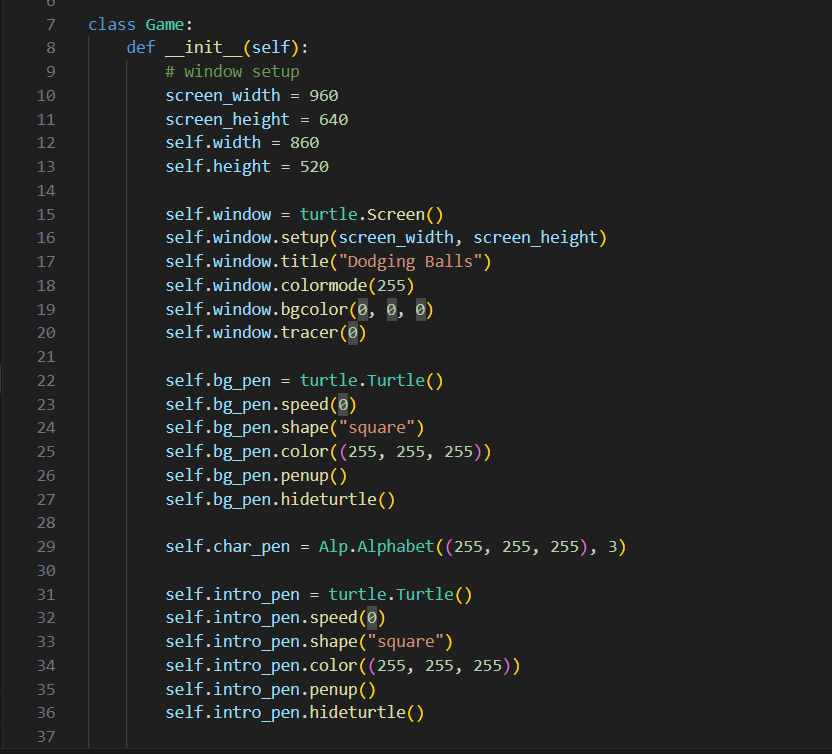 6
7 class Game:
8 def __init__(self):
9 # window setup
10 screen_width = 960
11 screen_height = 640
12 self.width = 860
13 self.height = 520
14
15 self.window = turtle.Screen()
16 self.window.setup(screen_width, screen_height)
17 self.window.title("Dodging Balls")
18 self.window.colormode(255)
19 self.window.bgcolor(0, 0, 0)
20 self.window.tracer(0)
21
22 self.bg_pen = turtle.Turtle()
23 self.bg_pen.speed(0)
24 self.bg_pen.shape("square")
25 self.bg_pen.color((255, 255, 255))
26 self.bg_pen.penup()
27 self.bg_pen.hideturtle()
28
29 self.char_pen = Alp.Alphabet((255, 255, 255), 3)
30
31 self.intro_pen = turtle.Turtle()
32 self.intro_pen.speed(0)
33 self.intro_pen.shape("square")
34 self.intro_pen.color((255, 255, 255))
35 self.intro_pen.penup()
36 self.intro_pen.hideturtle()
37